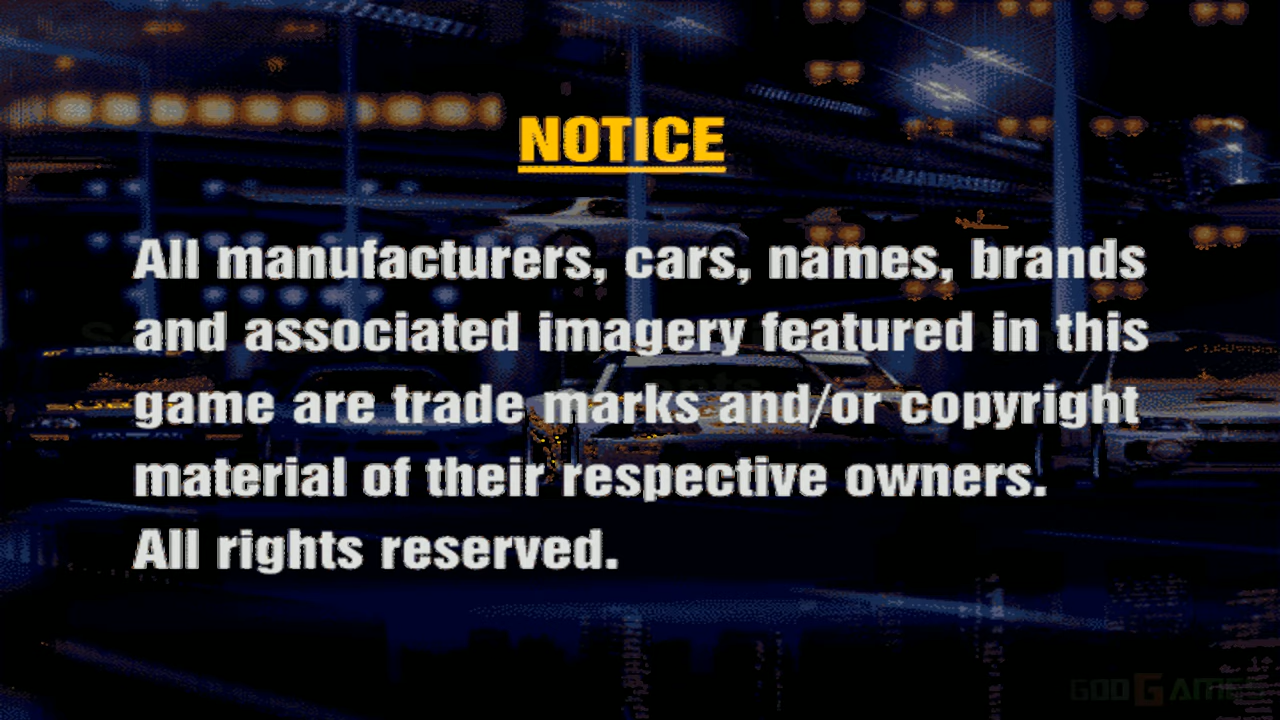 NOTICE
All manufacturers, cars, names, brands
and associated imagery featured in this
game are trade marks and/or copyright
material of their respective owners.
All rights reserved.